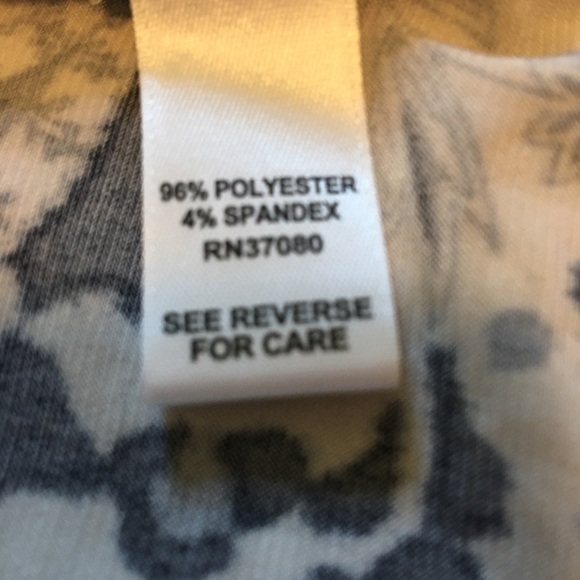 96% POLYESTER
4% SPANDEX
RN37080
SEE REVERSE
FOR CARE